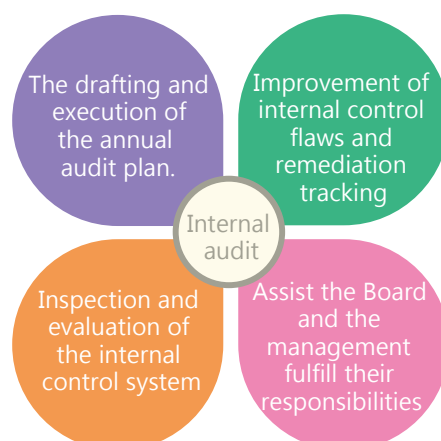 The drafting and
execution of
the annual
audit plan.
Improvement of
internal control
flaws and
remediation
tracking
Internal
audit
Inspection and
evaluation of
the internal
control system
Assist the Board
and the
management
fulfill their
responsibilities